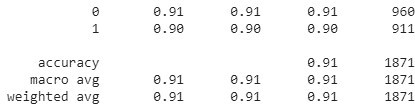 0 0.91 0.91 0.91 960
1 0.90 0.90 0.90 911
accuracy 0.91 1871
macro avg 0.91 0.91 0.91 1871
weighted avg 0.91 0.91 0.91 1871